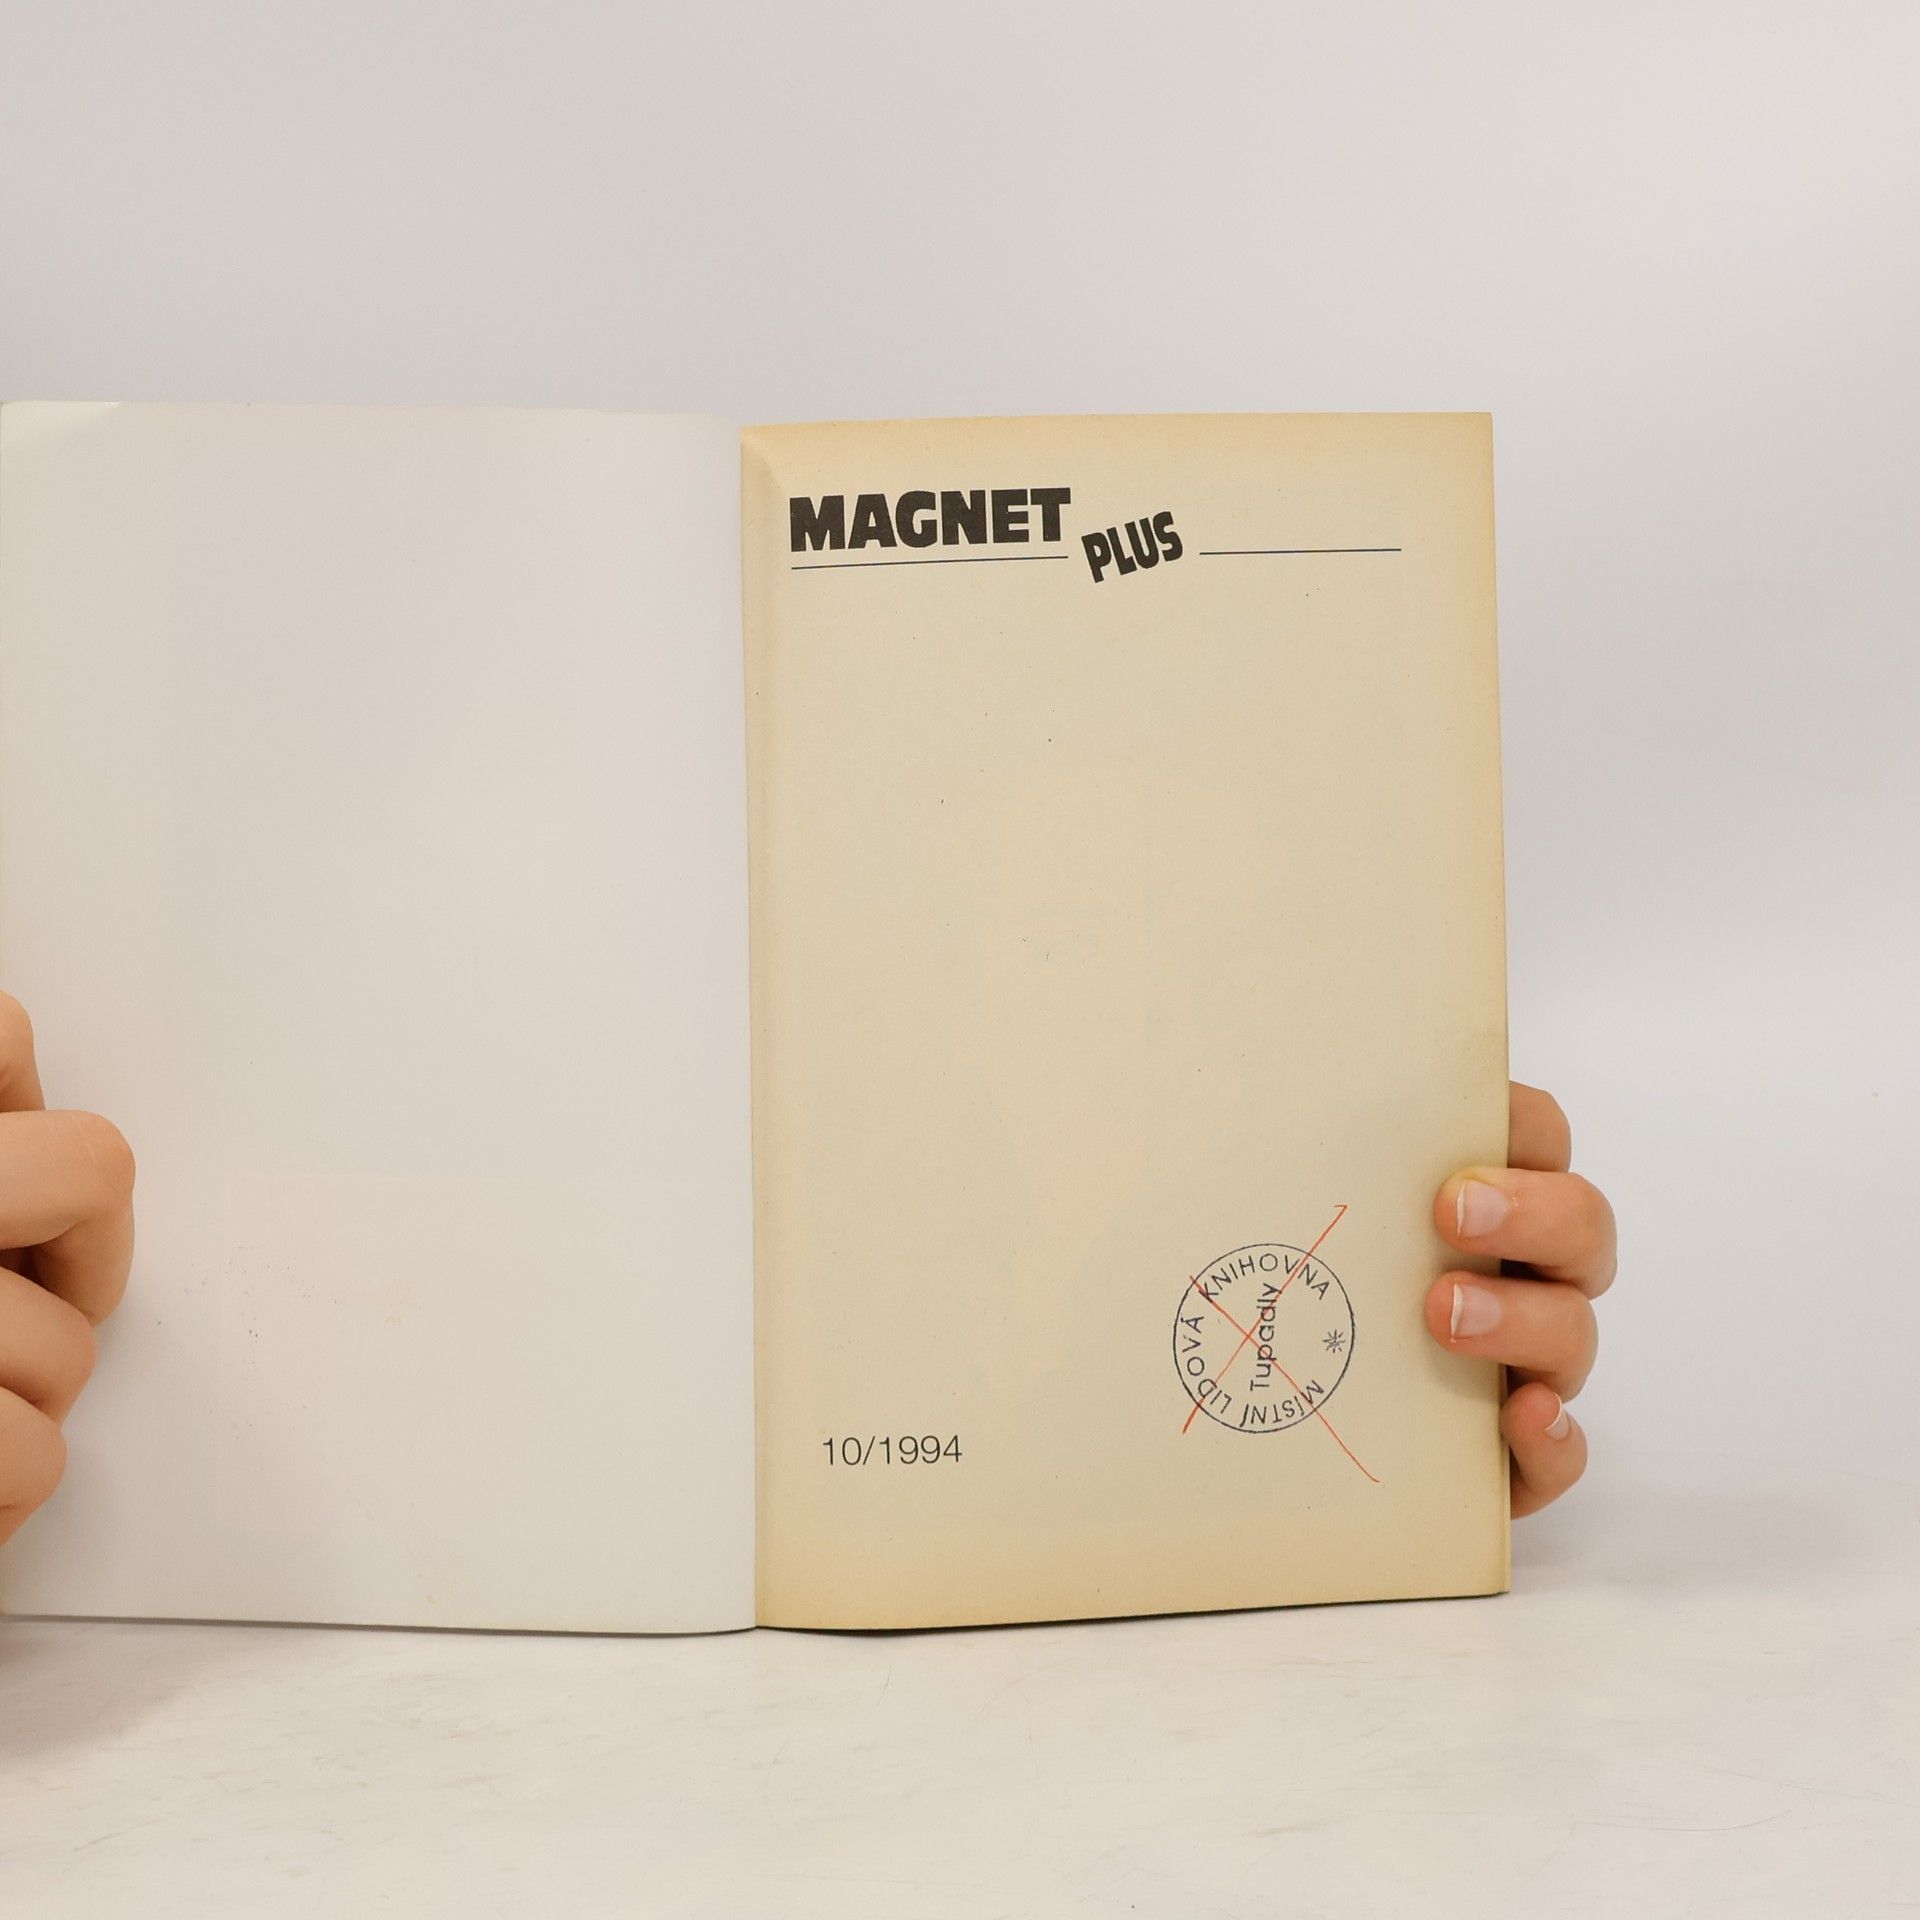 MAGNET PLUS
MÍSTNÍ LIDOVÁ KNIHOVNA *
Tupadly
10/1994